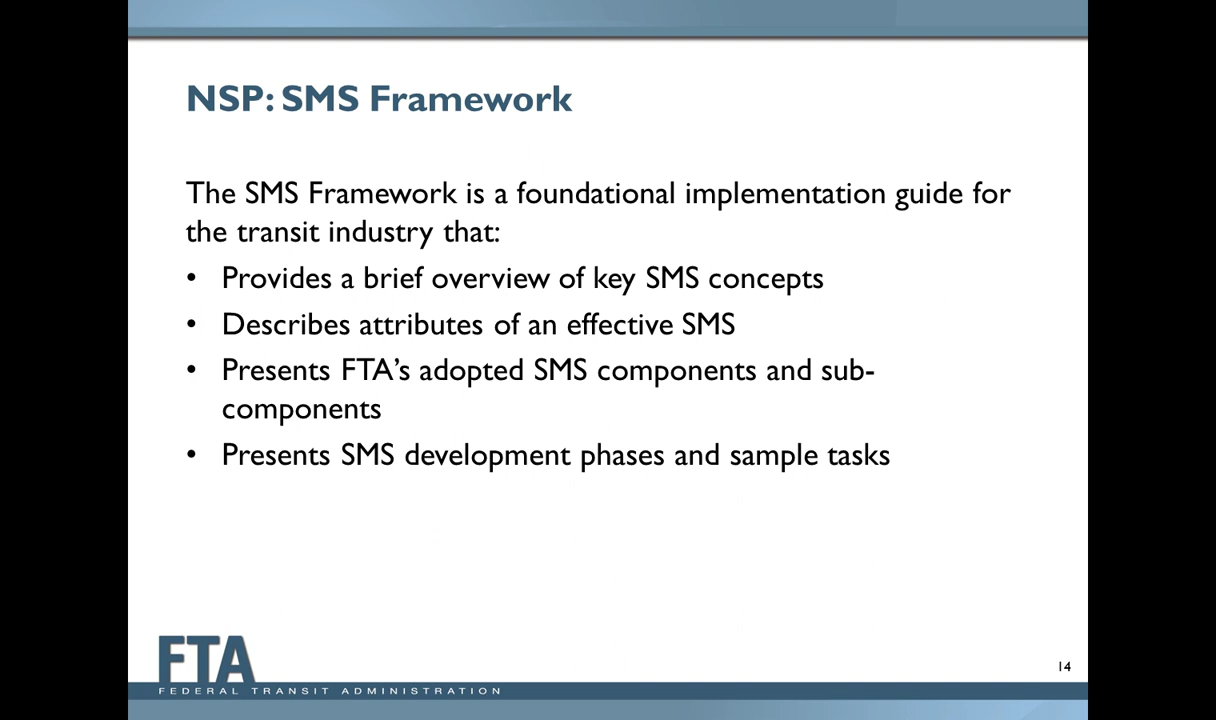 NSP: SMS Framework
The SMS Framework is a foundational implementation guide for
the transit industry that:
• Provides a brief overview of key SMS concepts
• Describes attributes of an effective SMS
• Presents FTA’s adopted SMS components and sub-
components
• Presents SMS development phases and sample tasks
FTA
FEDERAL TRANSIT ADMINISTRATION
14